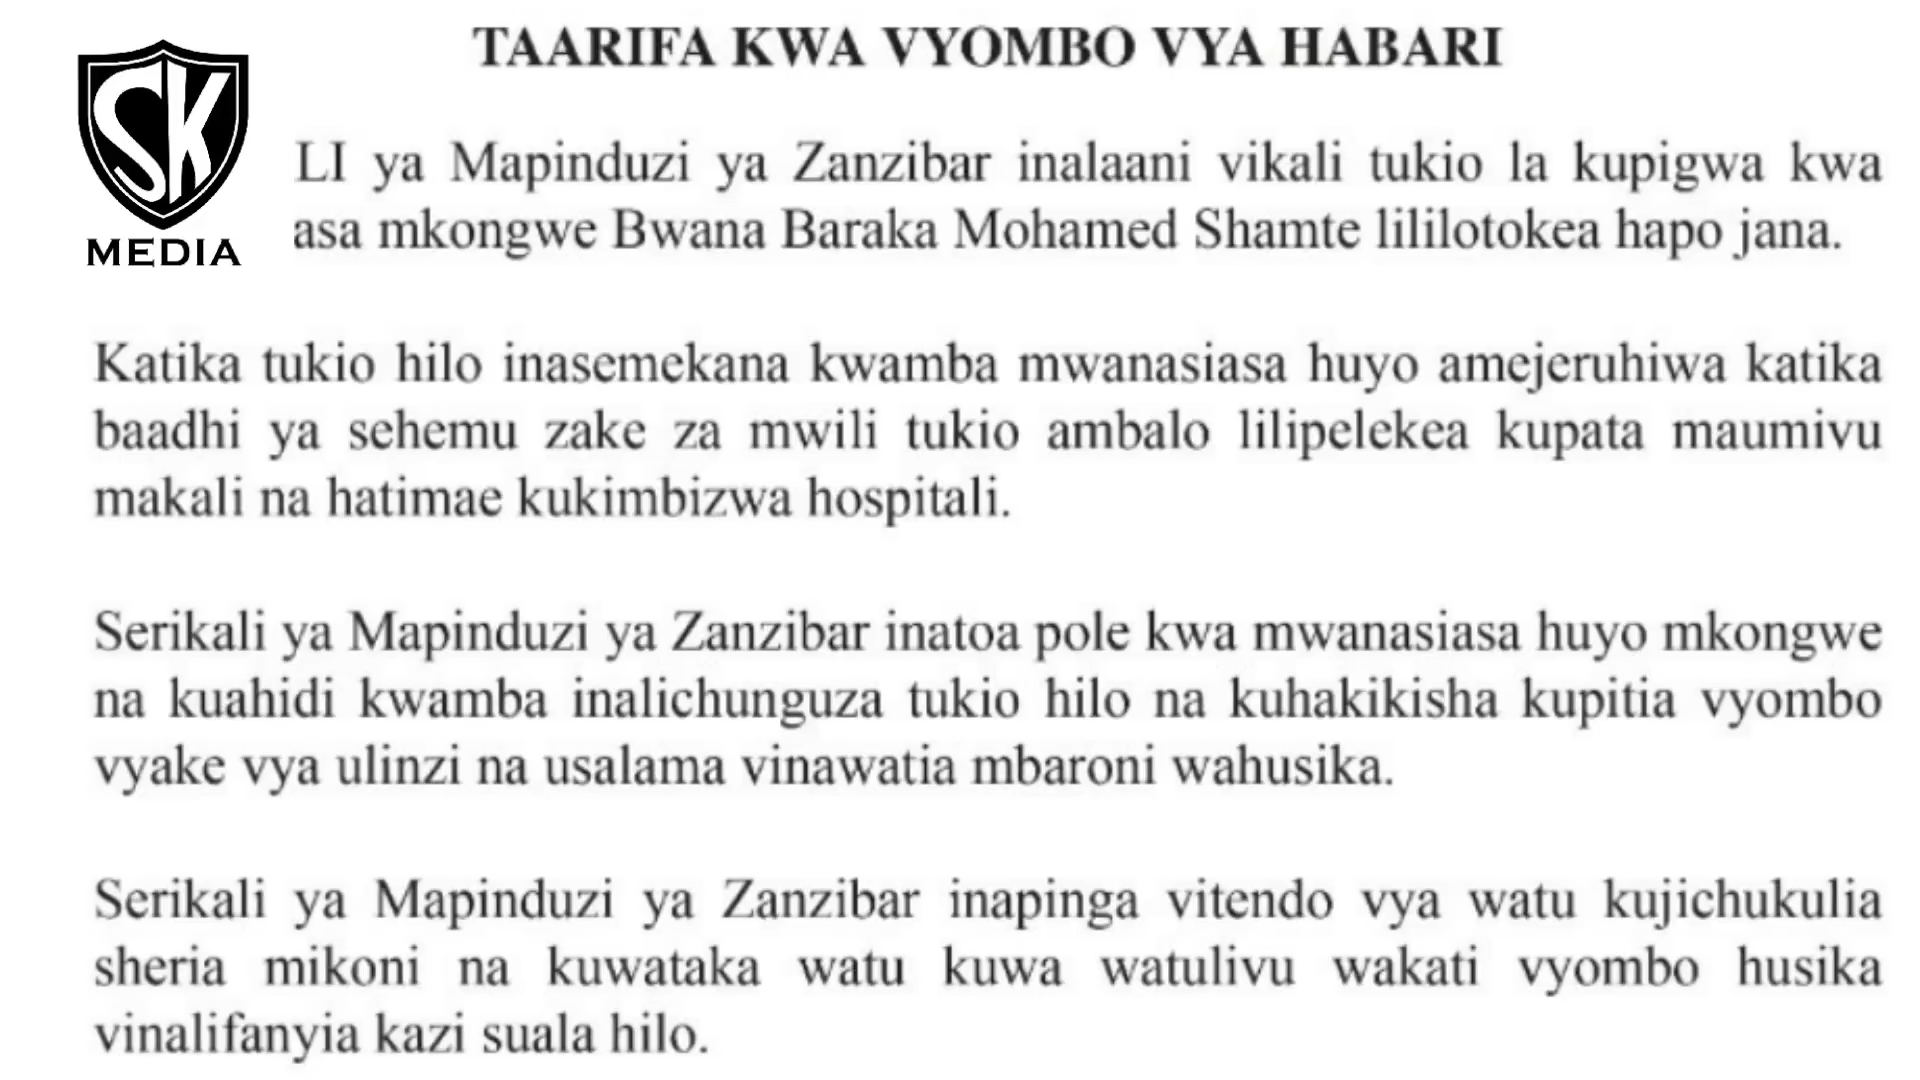 TAARIFA KWA VYOMBO VYA HABARI
SK
MEDIA
LI ya Mapinduzi ya Zanzibar inalaani vikali tukio la kupigwa kwa
asa mkongwe Bwana Baraka Mohamed Shamte lililotokea hapo jana.
Katika tukio hilo inasemekana kwamba mwanasiasa huyo amejeruhiwa katika
baadhi ya sehemu zake za mwili tukio ambalo lilipelekea kupata maumivu
makali na hatimae kukimbizwa hospitali.
Serikali ya Mapinduzi ya Zanzibar inatoa pole kwa mwanasiasa huyo mkongwe
na kuahidi kwamba inalichunguza tukio hilo na kuhakikisha kupitia vyombo
vyake vya ulinzi na usalama vinawatia mbaroni wahusika.
Serikali ya Mapinduzi ya Zanzibar inapinga vitendo vya watu kujichukulia
sheria mikoni na kuwataka watu kuwa watulivu wakati vyombo husika
vinalifanyia kazi suala hilo.